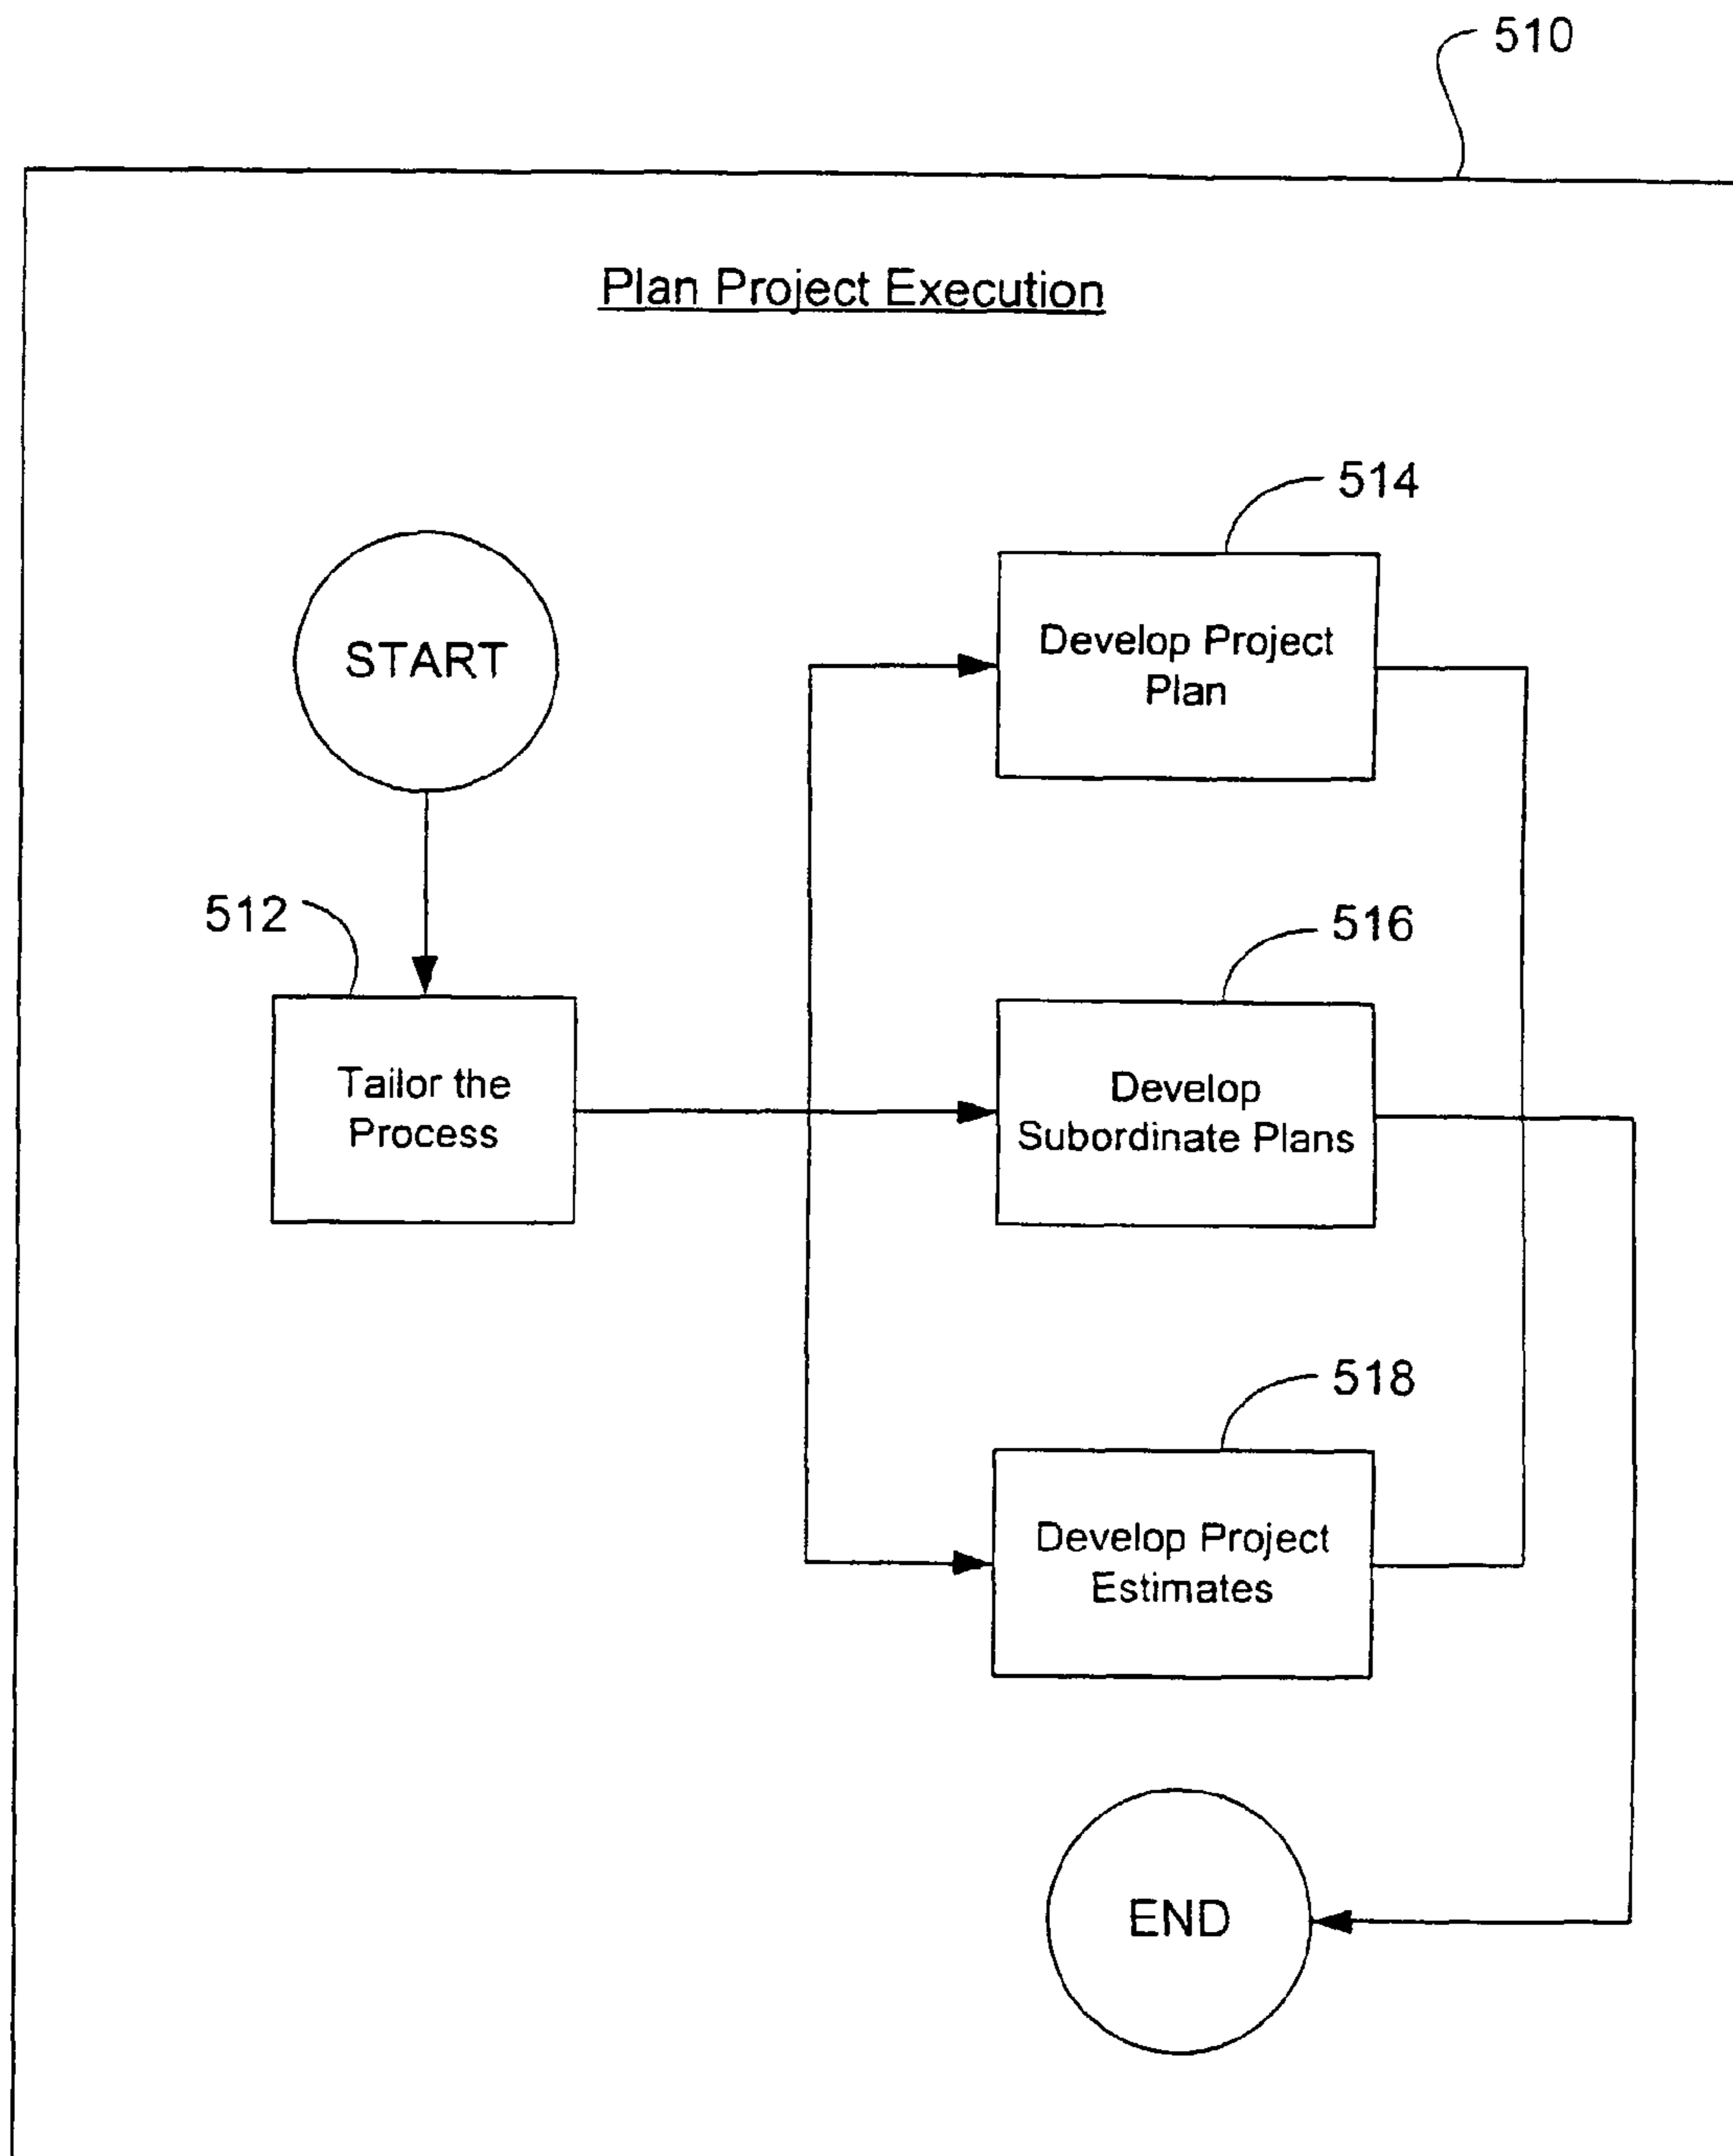 510
Plan Project Execution
514
START
Develop Project
Plan
512
516
Tailor the
Process
Develop
Subordinate Plans
518
Develop Project
Estimates
END